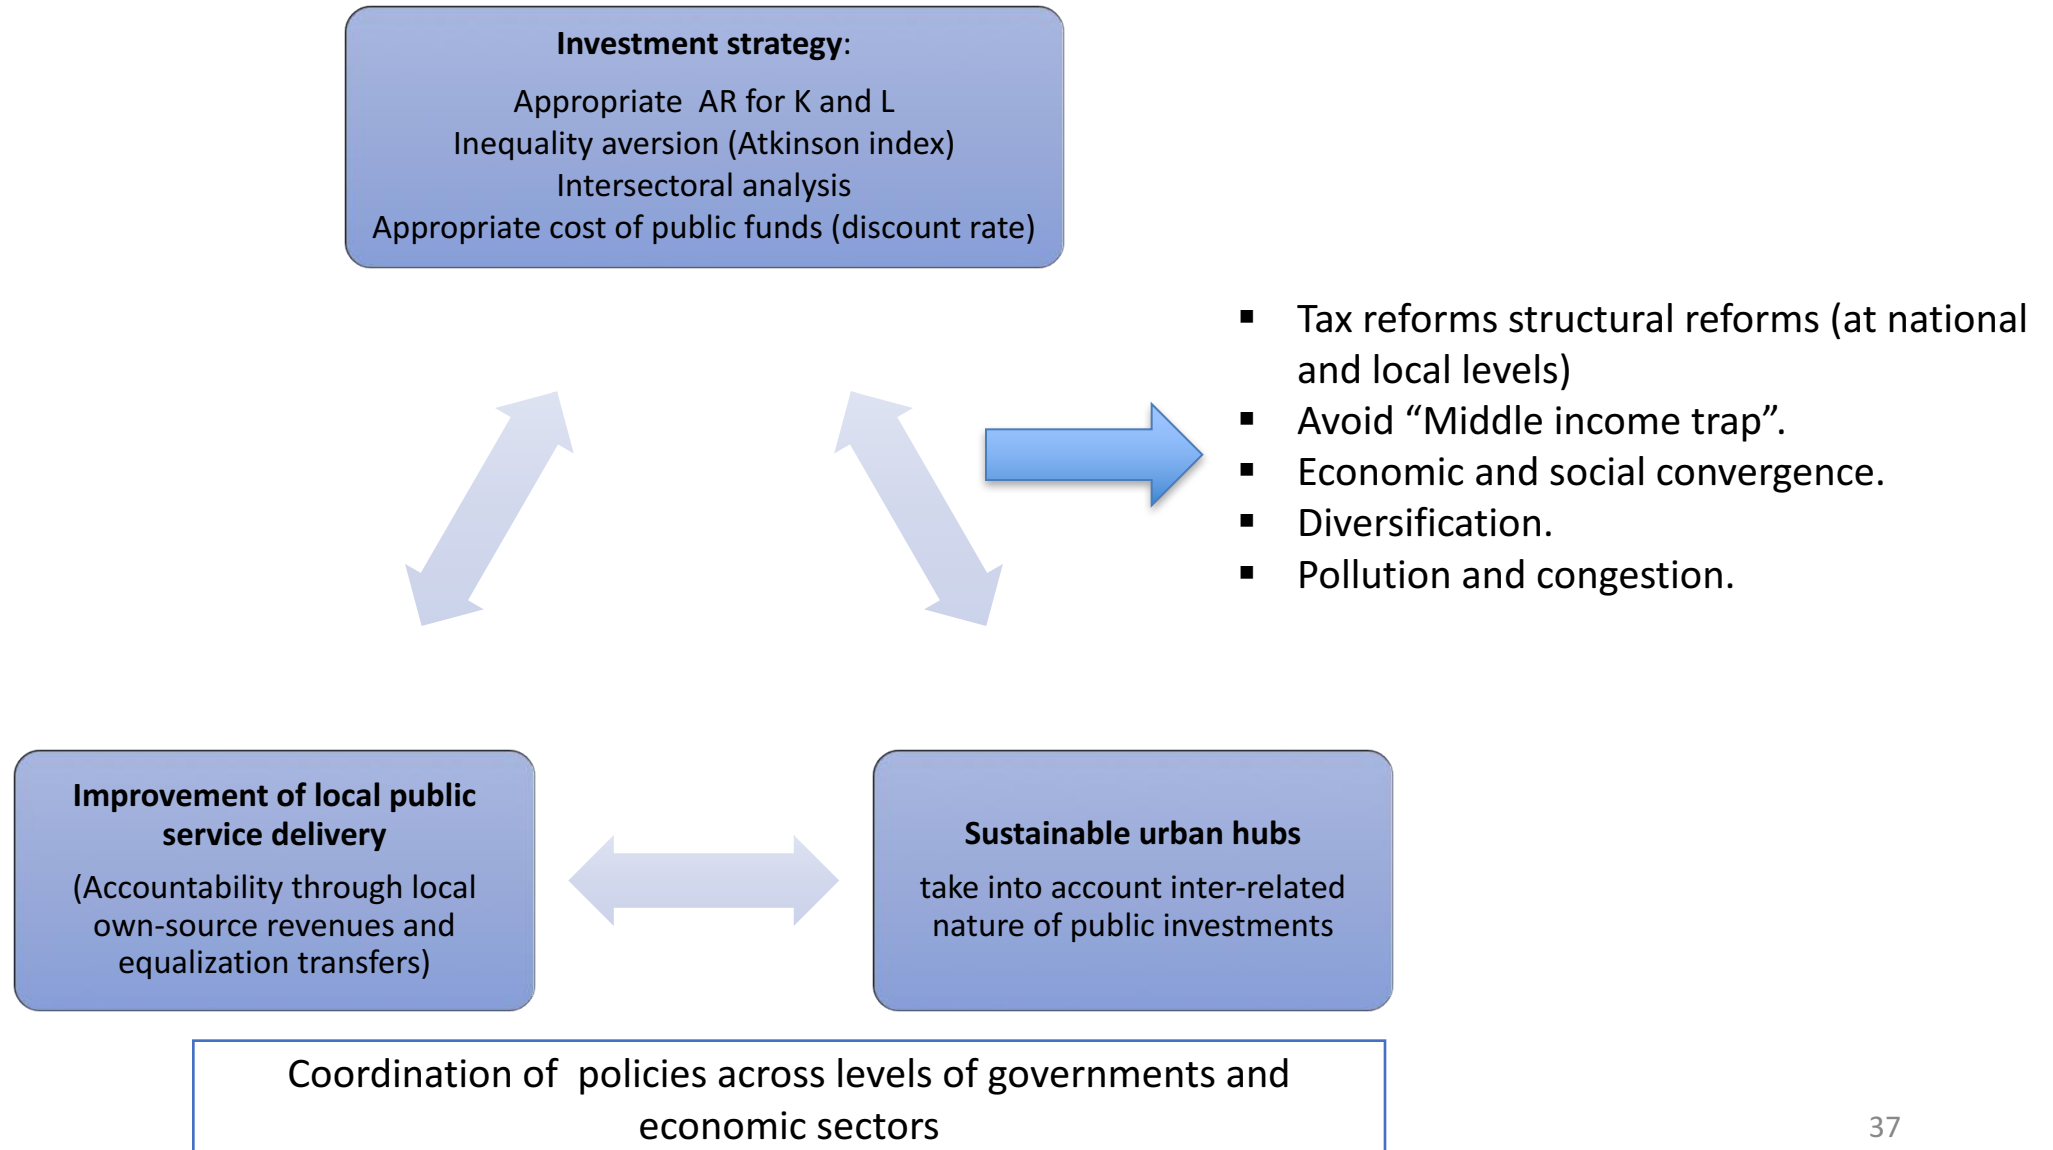 Investment strategy:
Appropriate  AR for K and L
Inequality aversion (Atkinson index)
Intersectoral analysis
Appropriate cost of public funds (discount rate)
▪ Tax reforms structural reforms (at national
and local levels)
▪ Avoid “Middle income trap”.
▪ Economic and social convergence.
▪ Diversification.
▪ Pollution and congestion.
Improvement of local public
service delivery
(Accountability through local
own-source revenues and
equalization transfers)
Sustainable urban hubs
take into account inter-related
nature of public investments
Coordination of  policies across levels of governments and
economic sectors
37